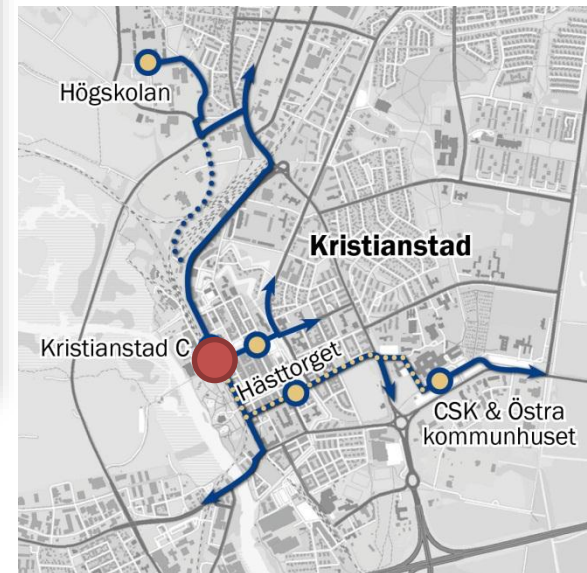 Högskolan
Kristianstad
Kristianstad C
Hästtorget
CSK & Östra
kommunhuset